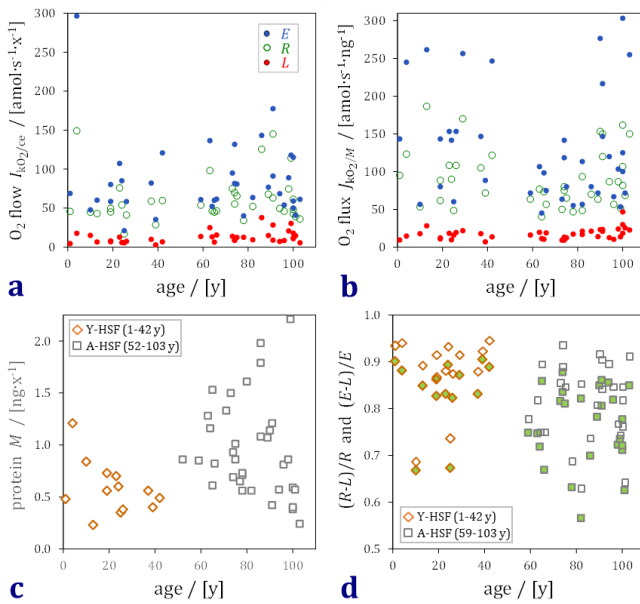 O₂ flow Jₖₒ₂/ce / [amol·s⁻¹·x⁻¹]
300
250
200
150
100
50
0
E
R
L
0 20 40 60 80 100
age / [y]
a
O₂ flux Jₖₒ₂/M / [amol·s⁻¹·ng⁻¹]
300
250
200
150
100
50
0
0 20 40 60 80 100
age / [y]
b
protein M / [ng·x⁻¹]
2.0
1.5
1.0
0.5
0.0
Y-HSF (1-42 y)
A-HSF (52-103 y)
0 20 40 60 80 100
age / [y]
c
(R-L)/R and (E-L)/E
1.0
0.9
0.8
0.7
0.6
0.5
Y-HSF (1-42 y)
A-HSF (59-103 y)
0 20 40 60 80 100
age / [y]
d